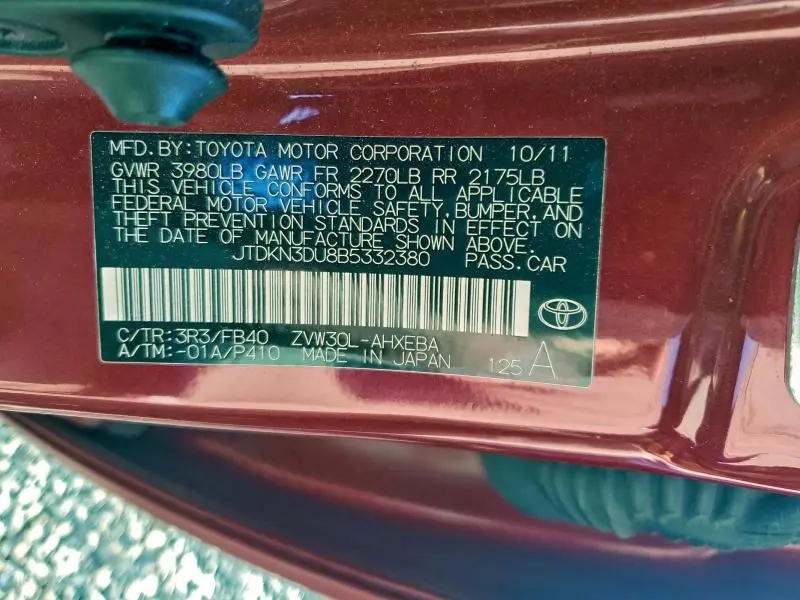 MFD.BY:TOYOTA MOTOR CORPORATION 10/11
GVWR 3980LB GAWR FR 2270LB RR 2175LB
THIS VEHICLE CONFORMS TO ALL APPLICABLE
FEDERAL MOTOR VEHICLE SAFETY,BUMPER,AND
THEFT PREVENTION STANDARDS IN EFFECT ON
THE DATE OF MANUFACTURE SHOWN ABOVE.
JTDKN3DU8B5332380 PASS.CAR
C/TR:3R3/FB40 ZVW30L-AHXEBA
A/TM:-01A/P410 MADE IN JAPAN 125 A